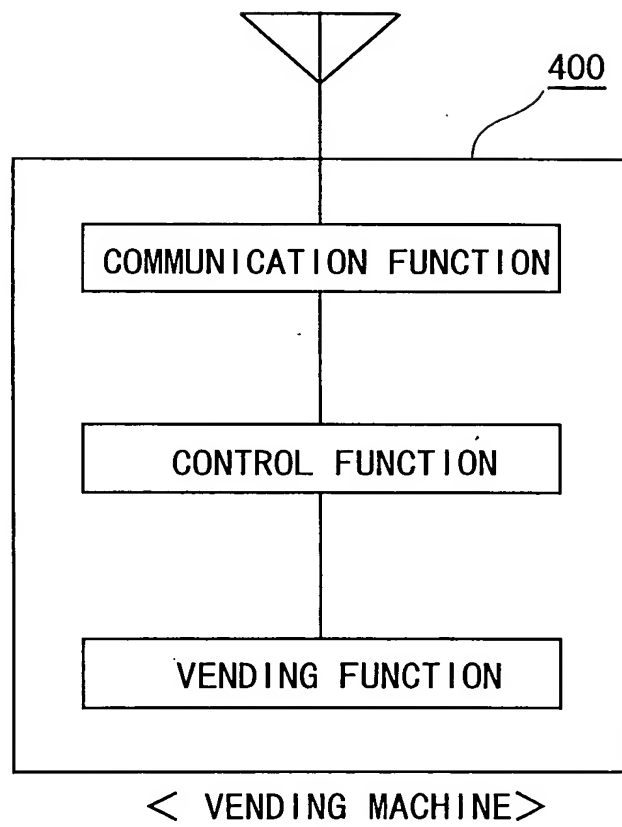 400
COMMUNICATION FUNCTION
CONTROL FUNCTION
VENDING FUNCTION
< VENDING MACHINE>